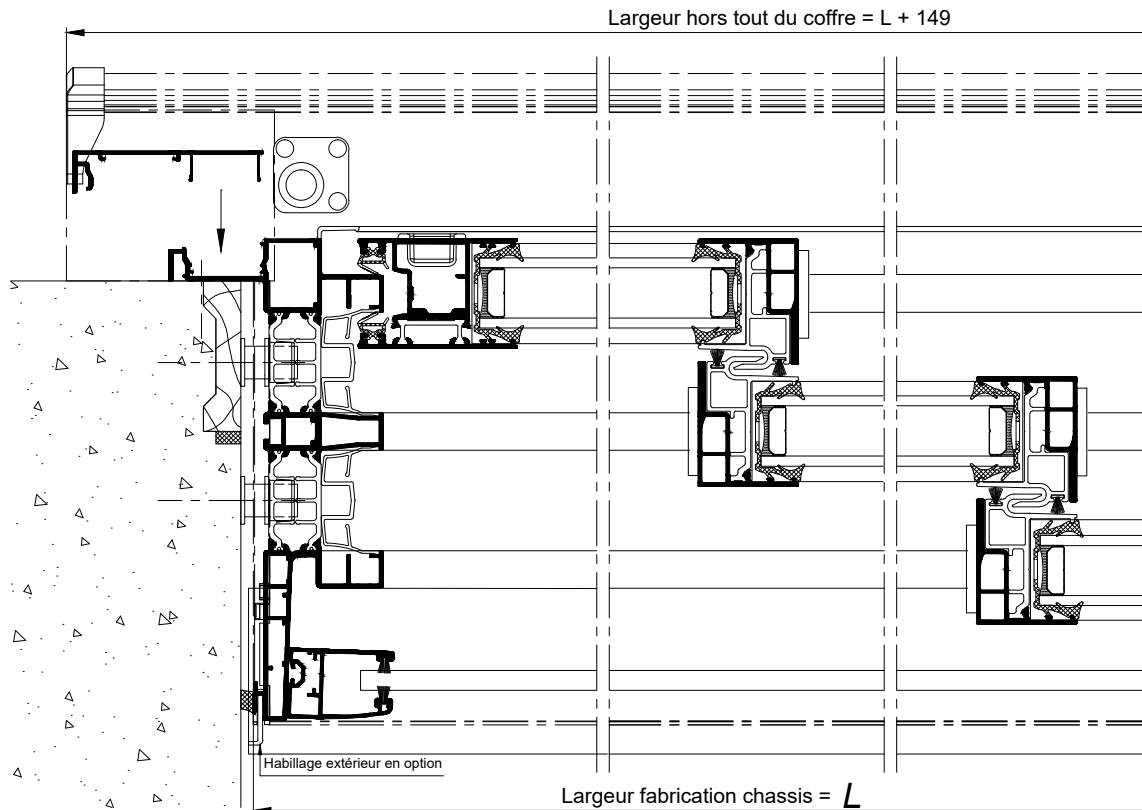 Largeur hors tout du coffre = L + 149
Habillage extérieur en option
Largeur fabrication chassis = L